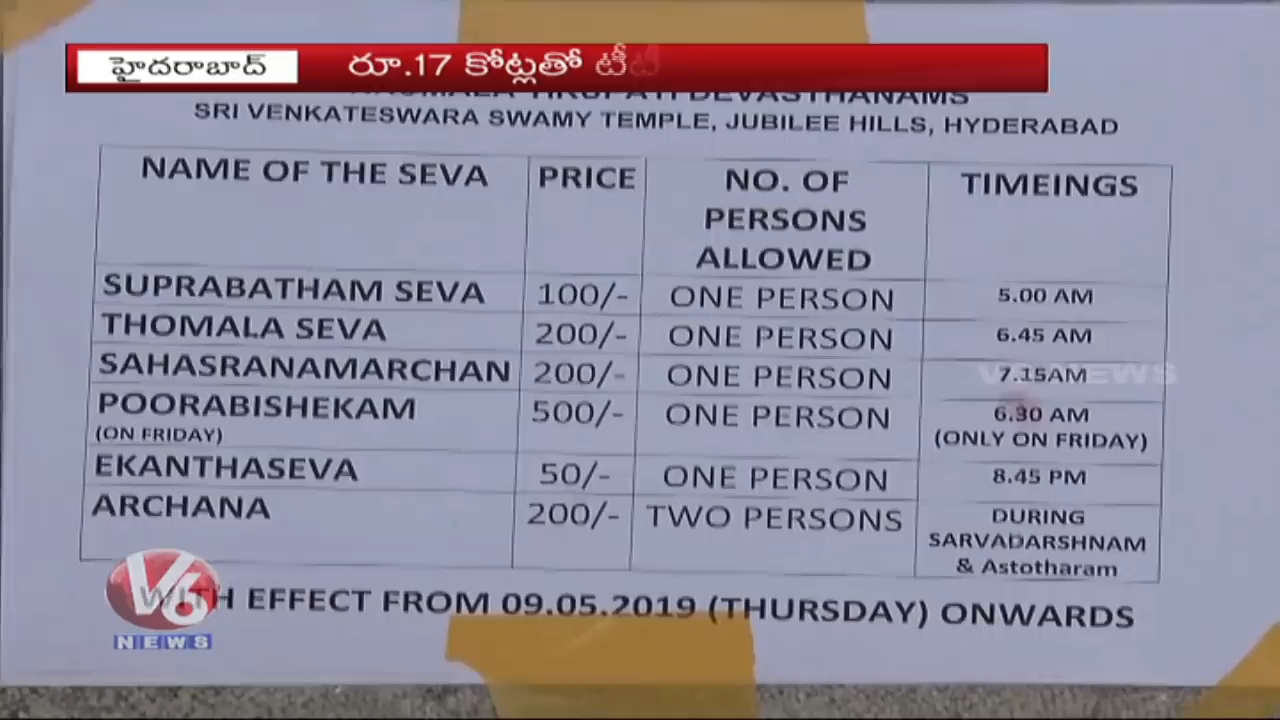 హైదరాబాద్ రూ.17 కోట్లతో టీటీ
TIRUPATI DEVASTHANAMS
SRI VENKATESWARA SWAMY TEMPLE, JUBILEE HILLS, HYDERABAD
NAME OF THE SEVA PRICE NO. OF PERSONS ALLOWED TIMEINGS
SUPRABATHAM SEVA 100/- ONE PERSON 5.00 AM
THOMALA SEVA 200/- ONE PERSON 6.45 AM
SAHASRANAMARCHAN 200/- ONE PERSON 7.15AM
V6 NEWS
POORABISHEKAM 500/- ONE PERSON 6.30 AM
(ON FRIDAY) (ONLY ON FRIDAY)
EKANTHASEVA 50/- ONE PERSON 8.45 PM
ARCHANA 200/- TWO PERSONS DURING
SARVADARSHNAM
& Astotharam
WITH EFFECT FROM 09.05.2019 (THURSDAY) ONWARDS
V6
NEWS